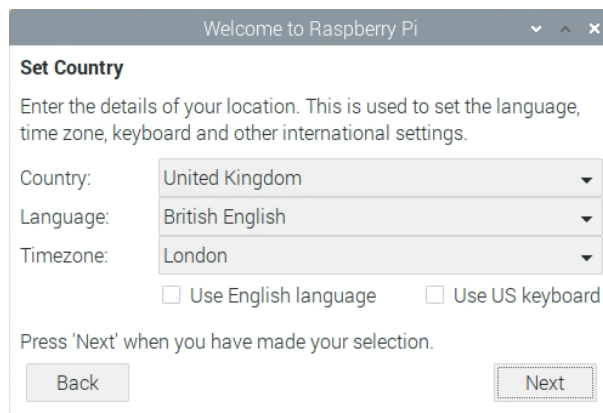 Welcome to Raspberry Pi
Set Country
Enter the details of your location. This is used to set the language,
time zone, keyboard and other international settings.
Country: United Kingdom
Language: British English
Timezone: London
Use English language Use US keyboard
Press 'Next' when you have made your selection.
Back Next